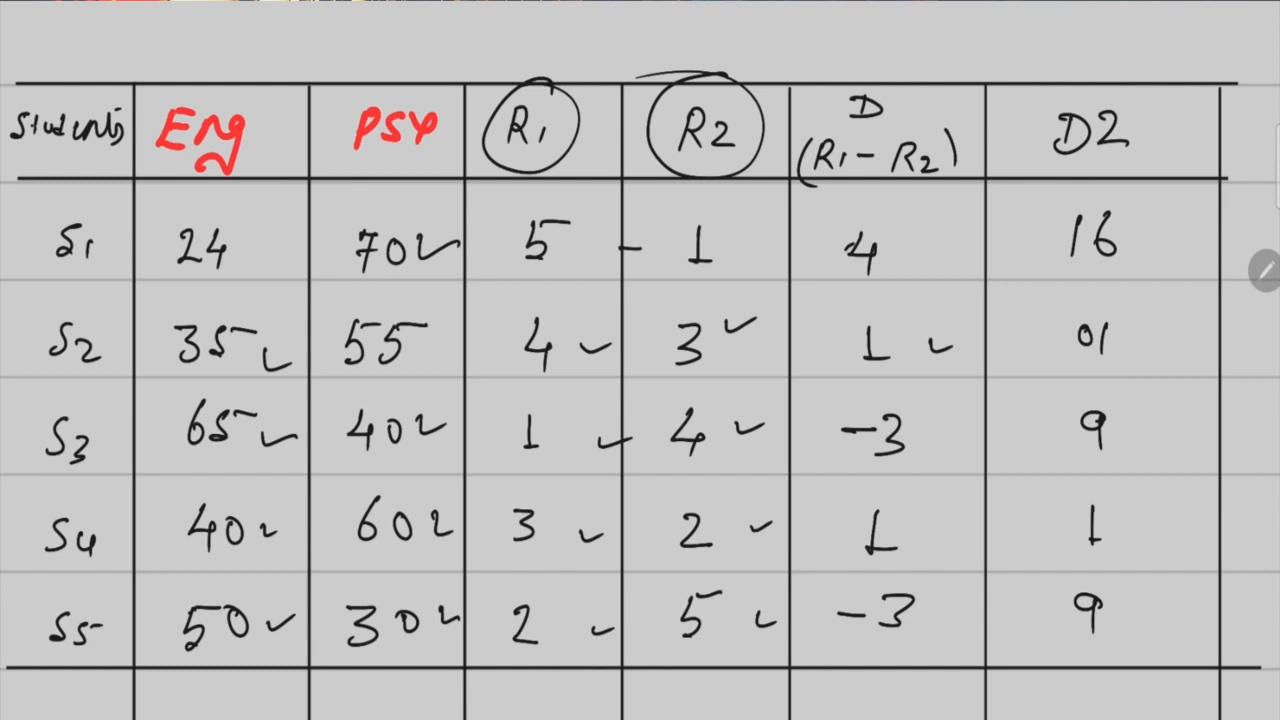 Students Eng PSY R1 R2 D (R1 - R2) D2
S1 24 70 5 - 1 4 16
S2 35 55 4 3 1 01
S3 65 40 1 4 -3 9
S4 40 60 3 2 1 1
S5 50 30 2 5 -3 9